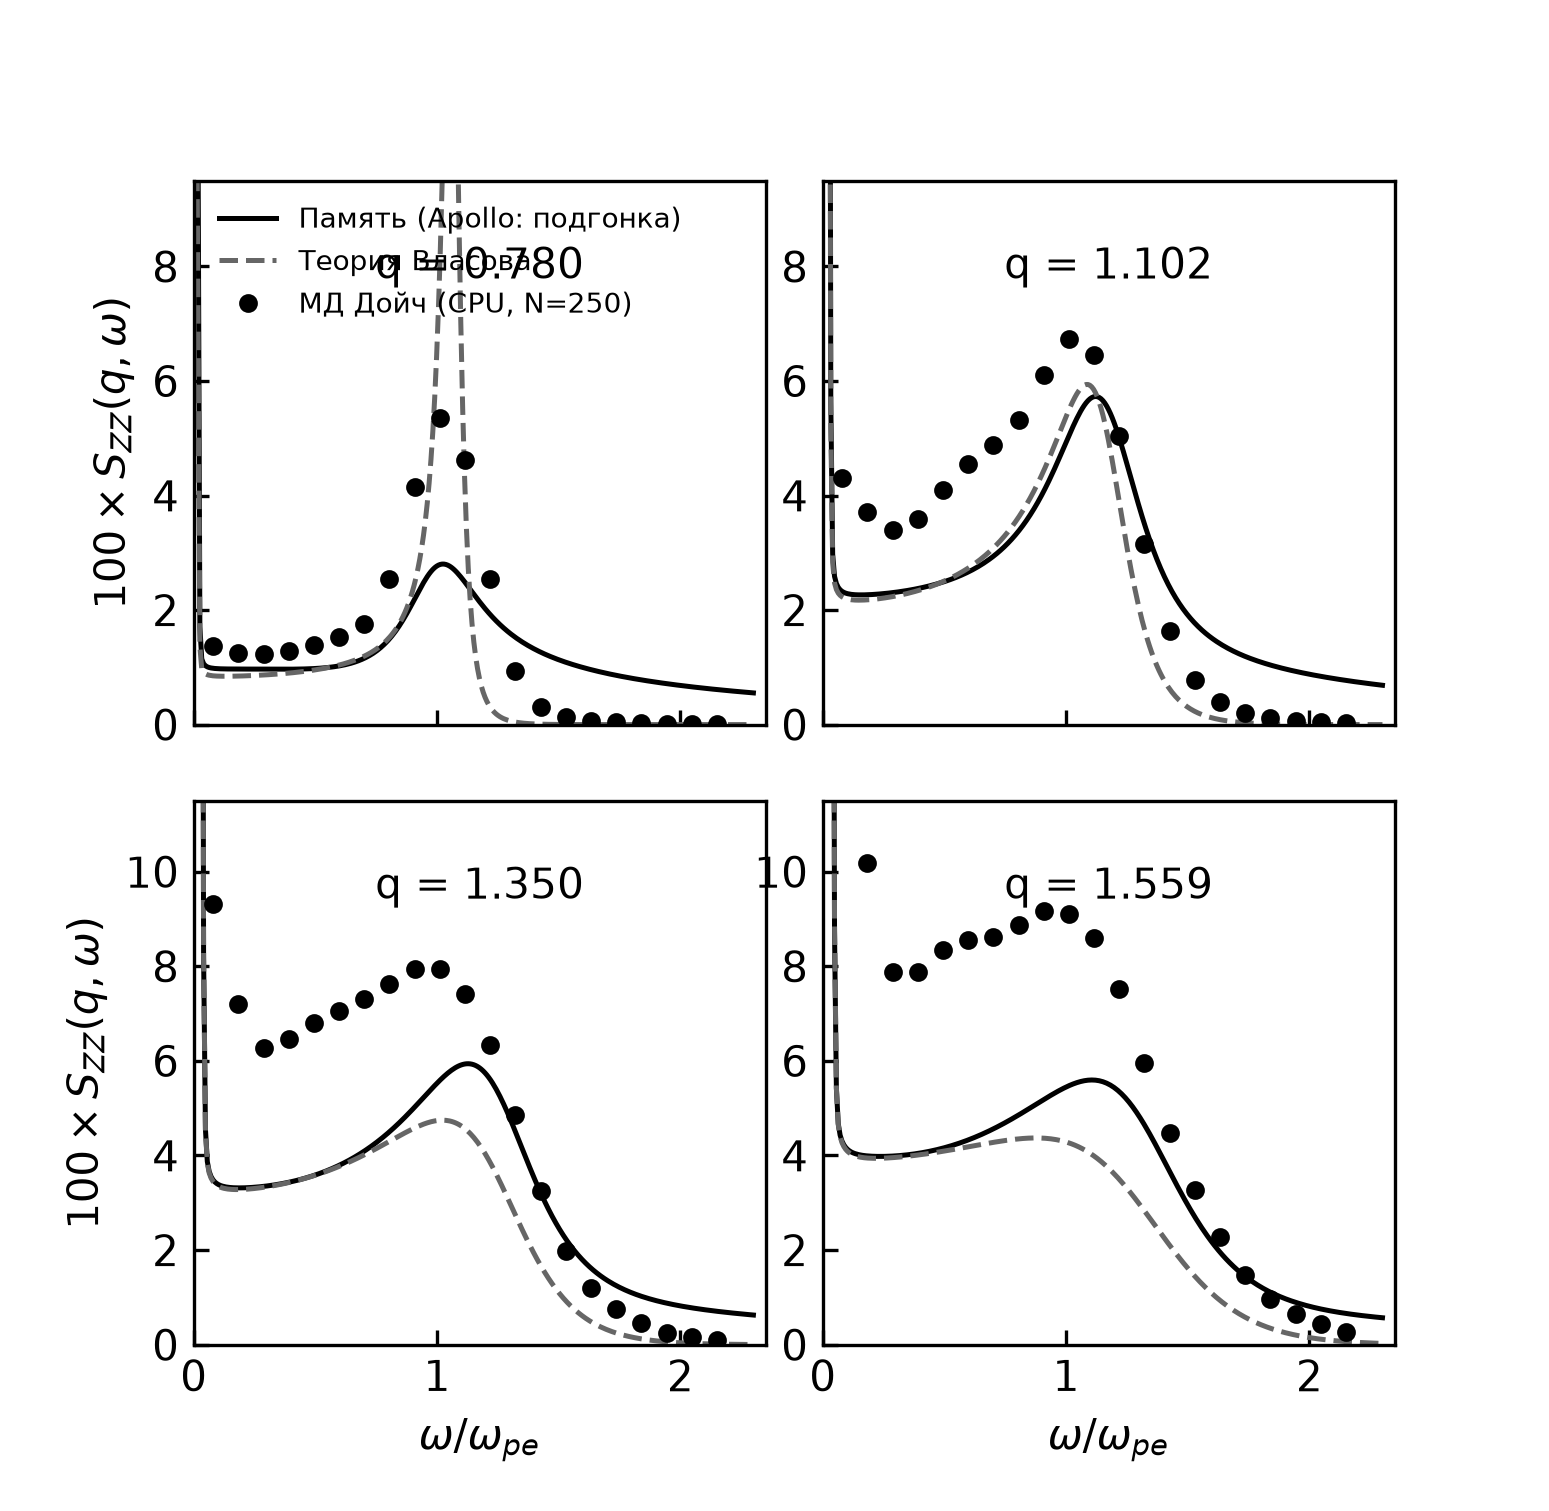 Память (Apollo: подгонка)
Теория Власова
q = 0.780
МД Дойч (CPU, N=250)
100 × S_ZZ(q, ω)
8
6
4
2
0
q = 1.102
8
6
4
2
0
q = 1.350
100 × S_ZZ(q, ω)
10
8
6
4
2
0
0 1 2
ω/ω_pe
q = 1.559
10
8
6
4
2
0
0 1 2
ω/ω_pe